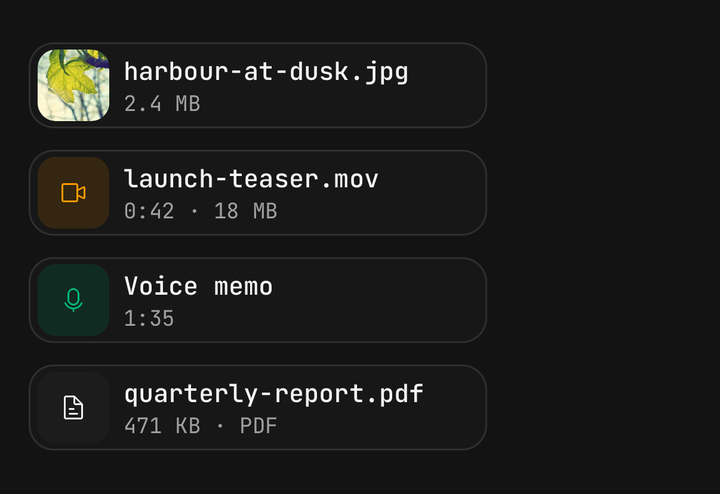 harbour-at-dusk.jpg
2.4 MB
launch-teaser.mov
0:42 · 18 MB
Voice memo
1:35
quarterly-report.pdf
471 KB · PDF